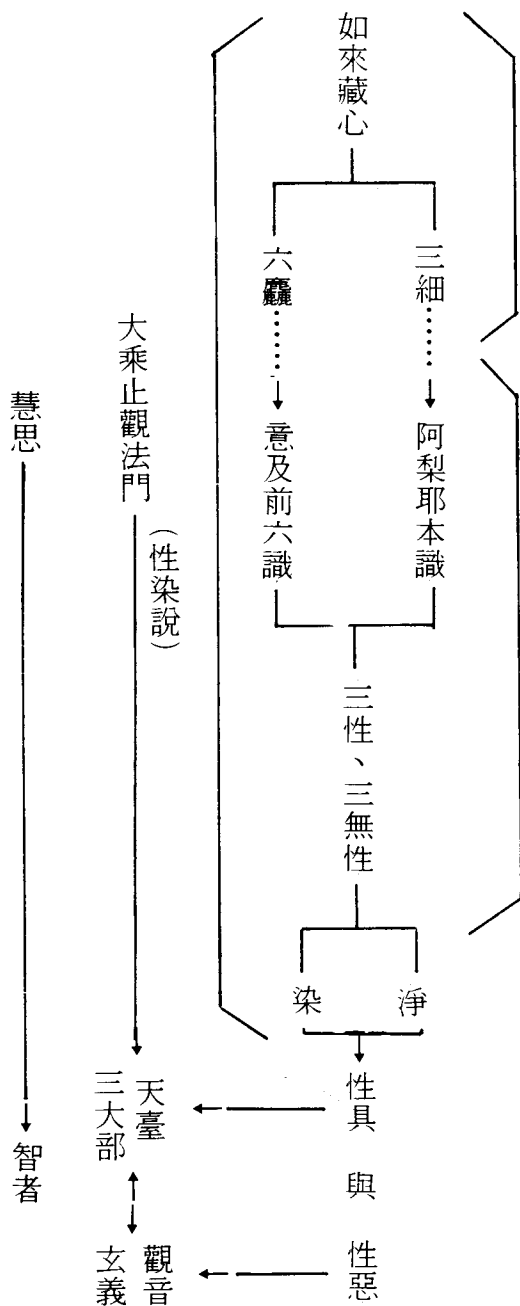 如來藏心
三細……阿梨耶本識
六麤……意及前六識
三性、三無性
淨
染
性具與性惡
大乘止觀法門
(性染說)
天臺
三大部
觀音
玄義
慧思
智者